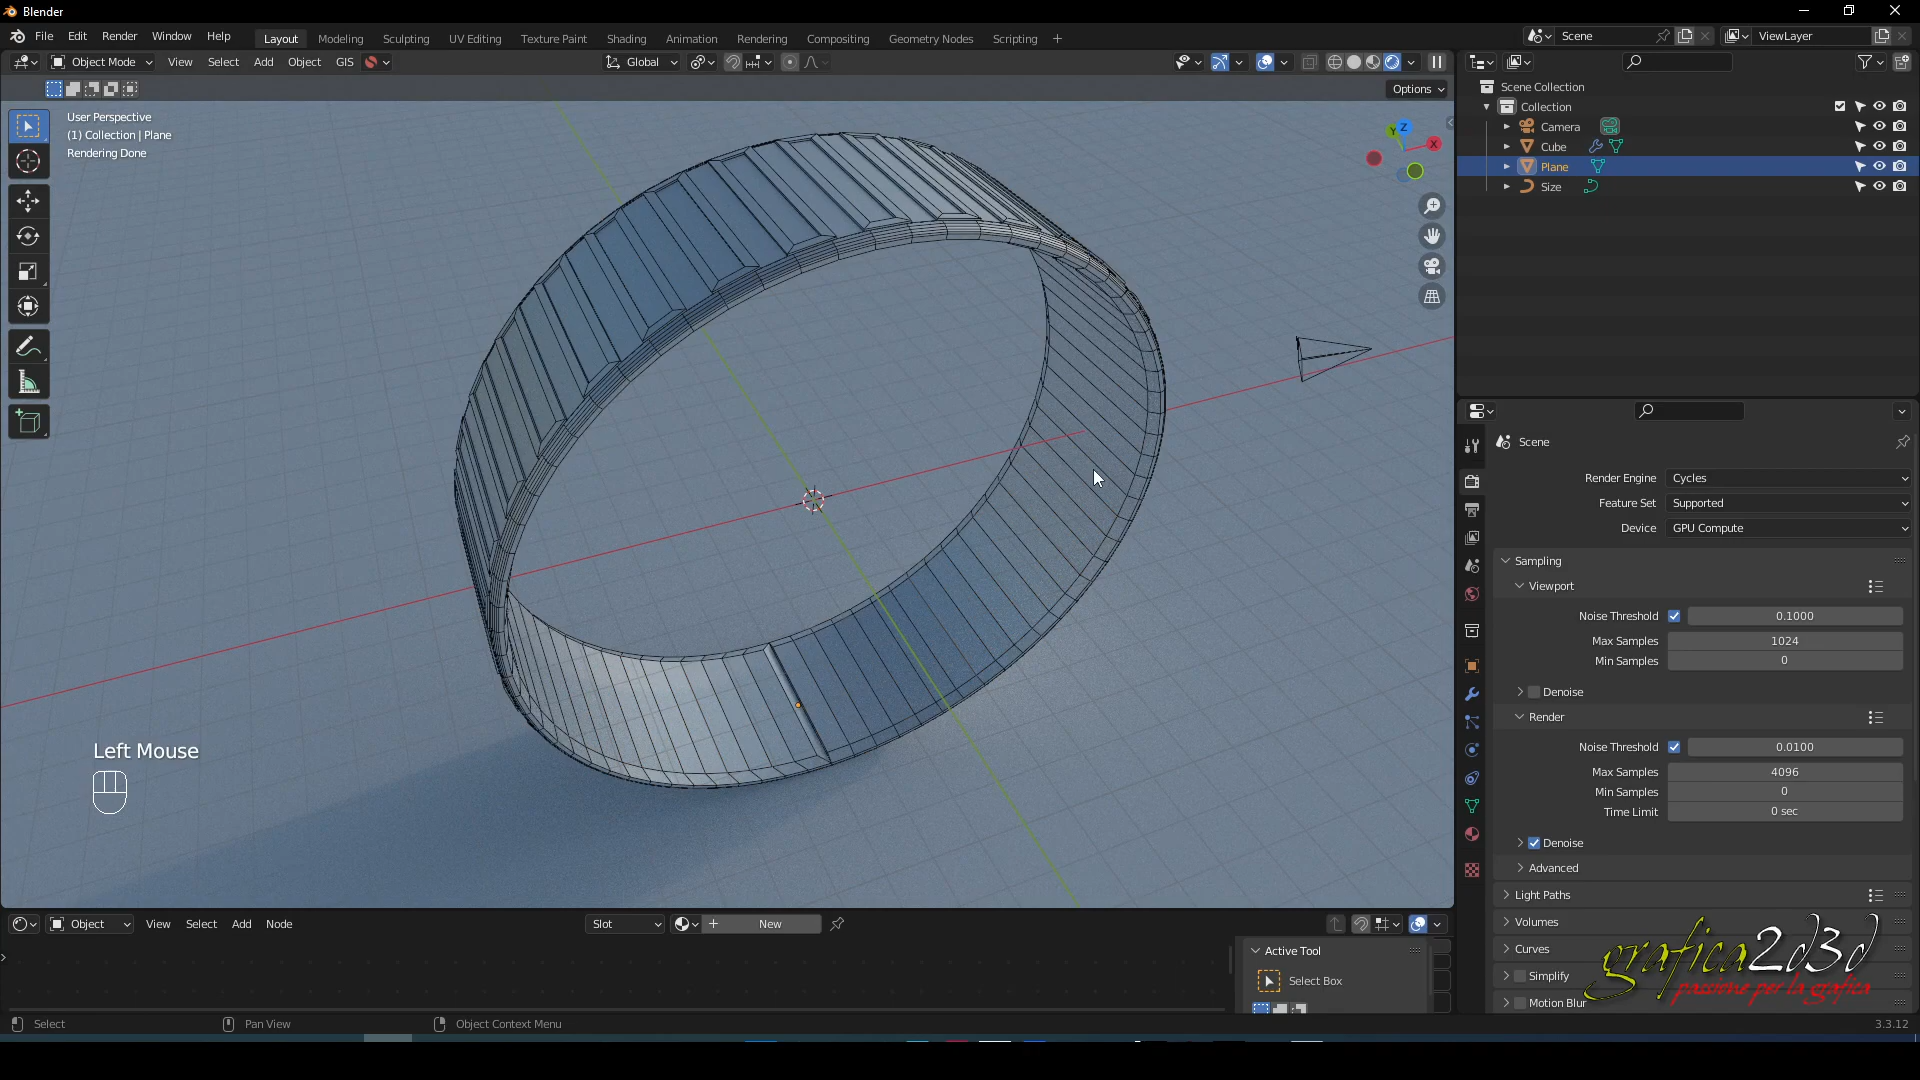 Blender
File Edit Render Window Help
Layout Modeling Sculpting UV Editing Texture Paint Shading Animation Rendering Compositing Geometry Nodes Scripting +
Scene
ViewLayer
Object Mode View Select Add Object GIS
Global
Options
User Perspective
(1) Collection | Plane
Rendering Done
Y Z X
Left Mouse
Scene Collection
Collection
Camera
Cube
Plane
Size
Scene
Render Engine Cycles
Feature Set Supported
Device GPU Compute
Sampling
Viewport
Noise Threshold 0.1000
Max Samples 1024
Min Samples 0
Denoise
Render
Noise Threshold 0.0100
Max Samples 4096
Min Samples 0
Time Limit 0 sec
Denoise
Advanced
Light Paths
Volumes
Curves
Simplify
Motion Blur
grafica2d3d
passione per la grafica
Object View Select Add Node
Slot
+ New
Active Tool
Select Box
Select Pan View Object Context Menu
3.3.12